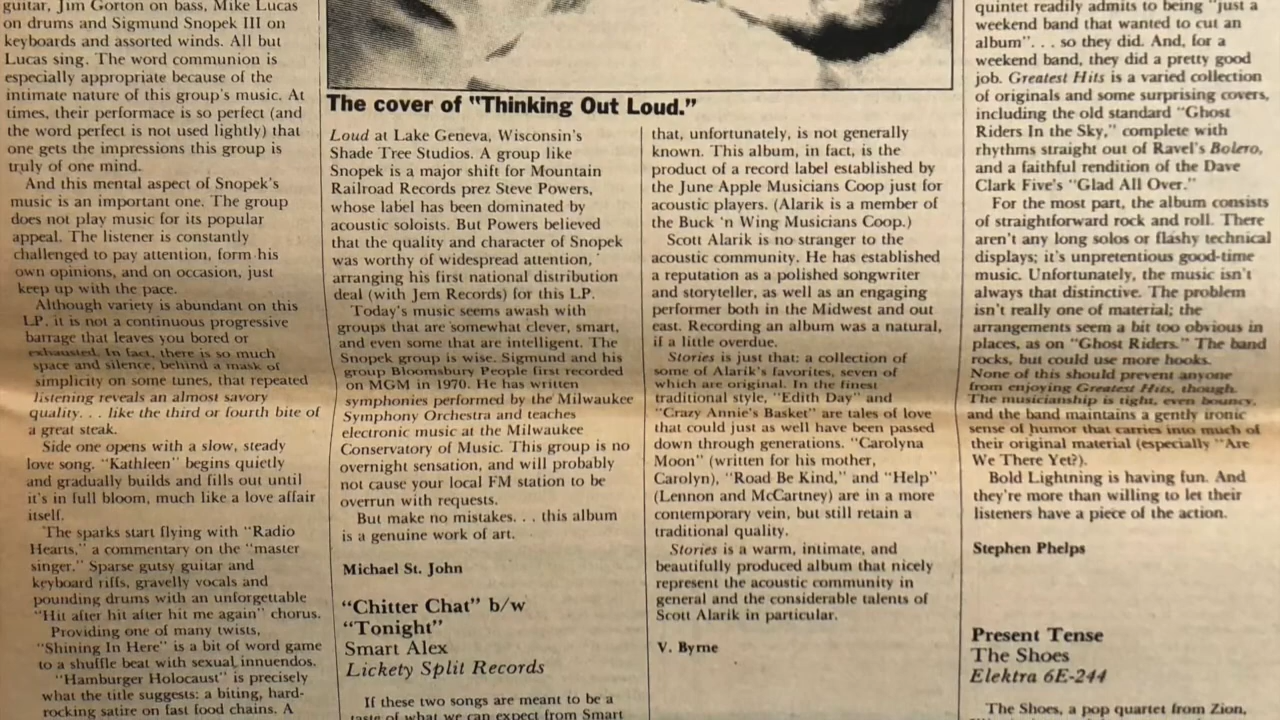 guitar, Jim Gorton on bass, Mike Lucas
on drums and Sigmund Snopek III on
keyboards and assorted winds. All but
Lucas sing. The word communion is
especially appropriate because of the
intimate nature of this group's music. At
times, their performace is so perfect (and
the word perfect is not used lightly) that
one gets the impressions this group is
truly of one mind.
And this mental aspect of Snopek's
music is an important one. The group
does not play music for its popular
appeal. The listener is constantly
challenged to pay attention, form his
own opinions, and on occasion, just
keep up with the pace.
Although variety is abundant on this
LP, it is not a continuous progressive
barrage that leaves you bored or
exhausted. In fact, there is so much
space and silence, behind a mask of
simplicity on some tunes, that repeated
listening reveals an almost savory
quality. . . like the third or fourth bite of
a great steak.
Side one opens with a slow, steady
love song. "Kathleen" begins quietly
and gradually builds and fills out until
it's in full bloom, much like a love affair
itself.
The sparks start flying with "Radio
Hearts," a commentary on the "master
singer." Sparse gutsy guitar and
keyboard riffs, gravelly vocals and
pounding drums with an unforgettable
"Hit after hit after hit me again" chorus.
Providing one of many twists,
"Shining In Here" is a bit of word game
to a shuffle beat with sexual innuendos.
"Hamburger Holocaust" is precisely
what the title suggests: a biting, hard-
rocking satire on fast food chains. A
The cover of "Thinking Out Loud."
Loud at Lake Geneva, Wisconsin's
Shade Tree Studios. A group like
Snopek is a major shift for Mountain
Railroad Records prez Steve Powers,
whose label has been dominated by
acoustic soloists. But Powers believed
that the quality and character of Snopek
was worthy of widespread attention,
arranging his first national distribution
deal (with Jem Records) for this LP.
Today's music seems awash with
groups that are somewhat clever, smart,
and even some that are intelligent. The
Snopek group is wise. Sigmund and his
group Bloomsbury People first recorded
on MGM in 1970. He has written
symphonies performed by the Milwaukee
Symphony Orchestra and teaches
electronic music at the Milwaukee
Conservatory of Music. This group is no
overnight sensation, and will probably
not cause your local FM station to be
overrun with requests.
But make no mistakes. . . this album
is a genuine work of art.
Michael St. John
"Chitter Chat" b/w
"Tonight"
Smart Alex
Lickety Split Records
If these two songs are meant to be a
taste of what we can expect from Smart
that, unfortunately, is not generally
known. This album, in fact, is the
product of a record label established by
the June Apple Musicians Coop just for
acoustic players. (Alarik is a member of
the Buck 'n Wing Musicians Coop.)
Scott Alarik is no stranger to the
acoustic community. He has established
a reputation as a polished songwriter
and storyteller, as well as an engaging
performer both in the Midwest and out
east. Recording an album was a natural,
if a little overdue.
Stories is just that: a collection of
some of Alarik's favorites, seven of
which are original. In the finest
traditional style, "Edith Day" and
"Crazy Annie's Basket" are tales of love
that could just as well have been passed
down through generations. "Carolyna
Moon" (written for his mother,
Carolyn), "Road Be Kind," and "Help"
(Lennon and McCartney) are in a more
contemporary vein, but still retain a
traditional quality.
Stories is a warm, intimate, and
beautifully produced album that nicely
represent the acoustic community in
general and the considerable talents of
Scott Alarik in particular.
V. Byrne
quintet readily admits to being "just a
weekend band that wanted to cut an
album". . . so they did. And, for a
weekend band, they did a pretty good
job. Greatest Hits is a varied collection
of originals and some surprising covers,
including the old standard "Ghost
Riders In the Sky," complete with
rhythms straight out of Ravel's Bolero,
and a faithful rendition of the Dave
Clark Five's "Glad All Over."
For the most part, the album consists
of straightforward rock and roll. There
aren't any long solos or flashy technical
displays; it's unpretentious good-time
music. Unfortunately, the music isn't
always that distinctive. The problem
isn't really one of material; the
arrangements seem a bit too obvious in
places, as on "Ghost Riders." The band
rocks, but could use more hooks.
None of this should prevent anyone
from enjoying Greatest Hits, though.
The musicianship is tight, even bouncy,
and the band maintains a gently ironic
sense of humor that carries into much of
their original material (especially "Are
We There Yet?).
Bold Lightning is having fun. And
they're more than willing to let their
listeners have a piece of the action.
Stephen Phelps
Present Tense
The Shoes
Elektra 6E-244
The Shoes, a pop quartet from Zion,